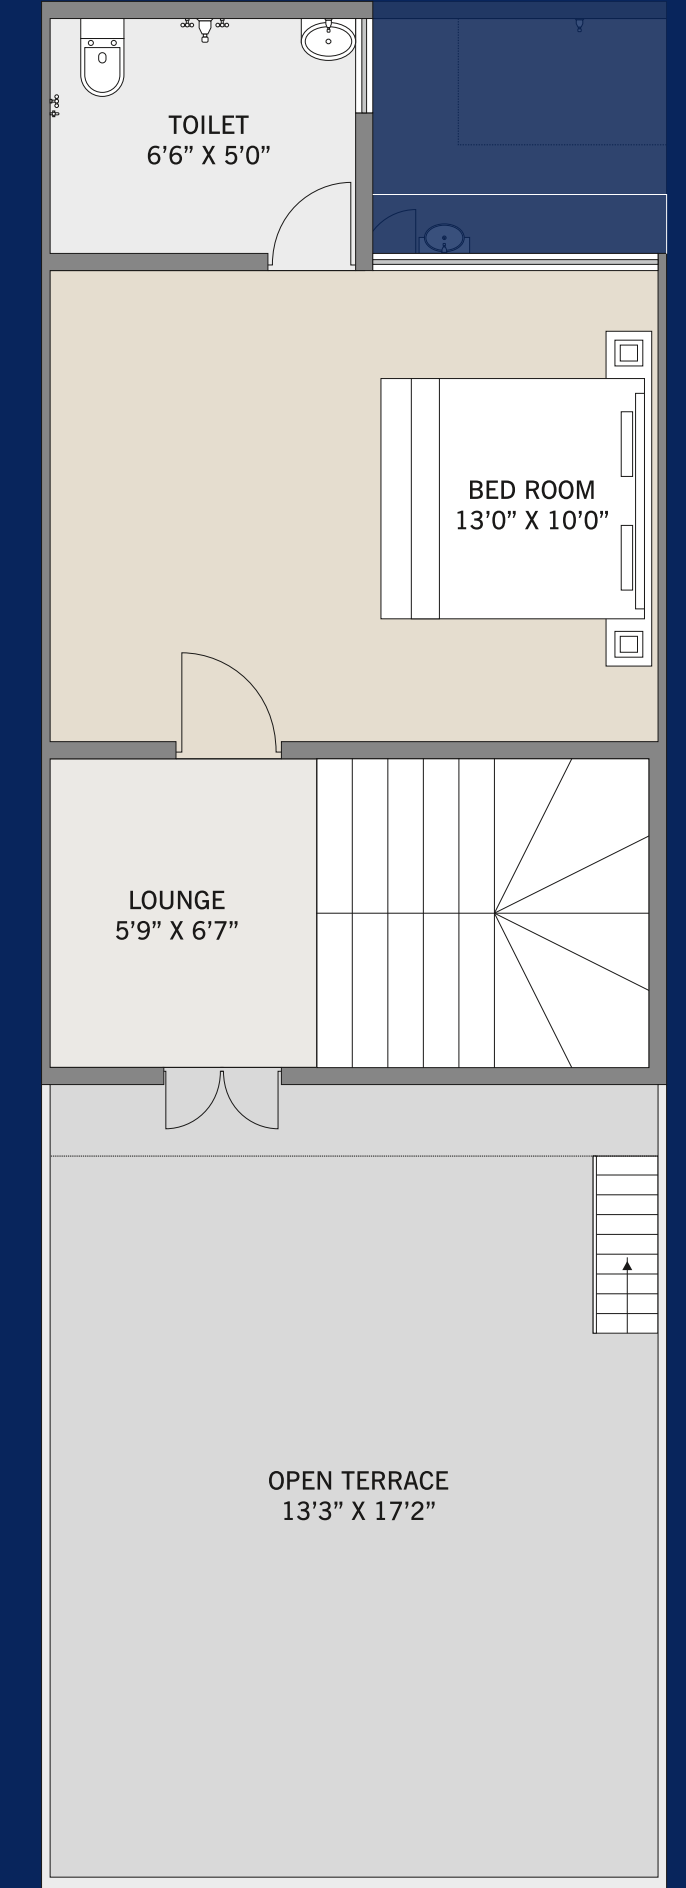 TOILET
6’6” X 5’0”
BED ROOM
13’0” X 10’0”
LOUNGE
5’9” X 6’7”
OPEN TERRACE
13’3” X 17’2”